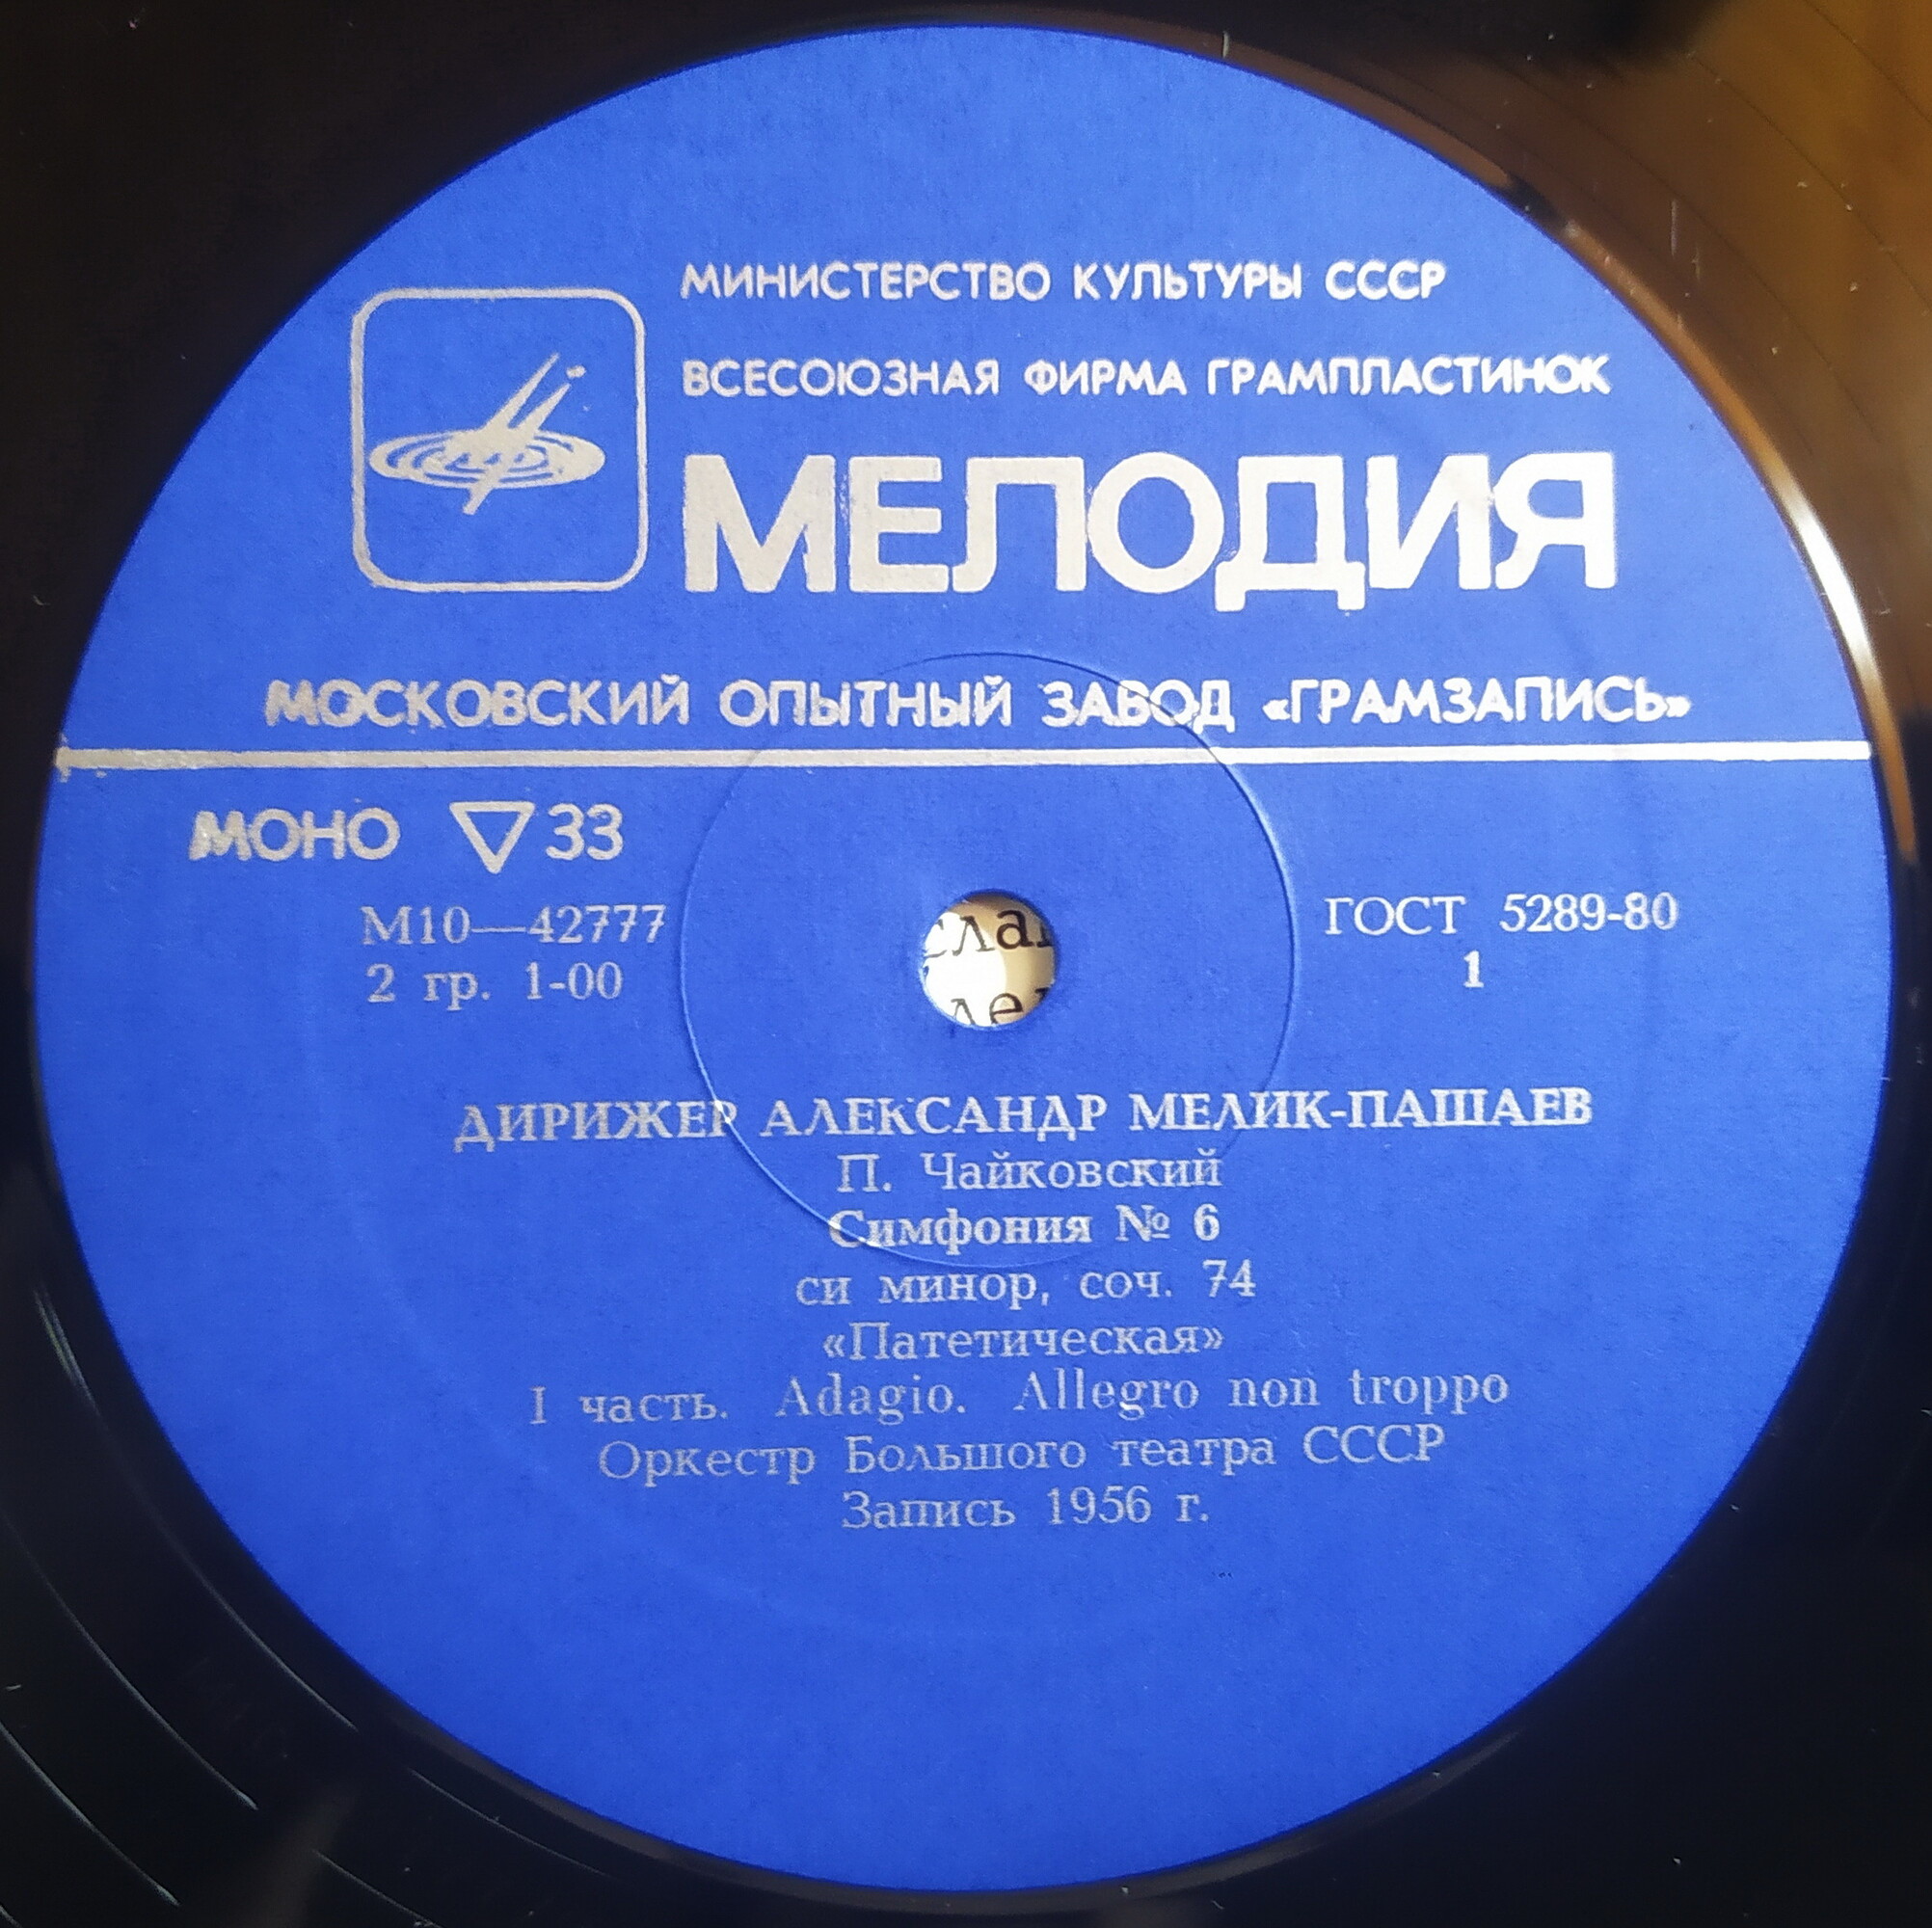 МИНИСТЕРСТВО КУЛЬТУРЫ СССР
ВСЕСОЮЗНАЯ ФИРМА ГРАМПЛАСТИНОК
МЕЛОДИЯ
МОСКОВСКИЙ ОПЫТНЫЙ ЗАВОД «ГРАМЗАПИСЬ»
МОНО ▽ 33
М10—42777
2 гр. 1-00
ГОСТ 5289-80
1
ДИРИЖЕР АЛЕКСАНДР МЕЛИК-ПАШАЕВ
П. Чайковский
Симфония № 6
си минор, соч. 74
«Патетическая»
I часть. Adagio. Allegro non troppo
Оркестр Большого театра СССР
Запись 1956 г.